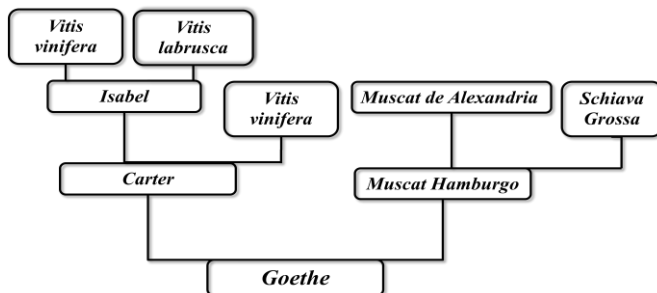 Vitis
vinifera
Vitis
labrusca
Isabel
Vitis
vinifera
Muscat de Alexandria
Schiava
Grossa
Carter
Muscat Hamburgo
Goethe